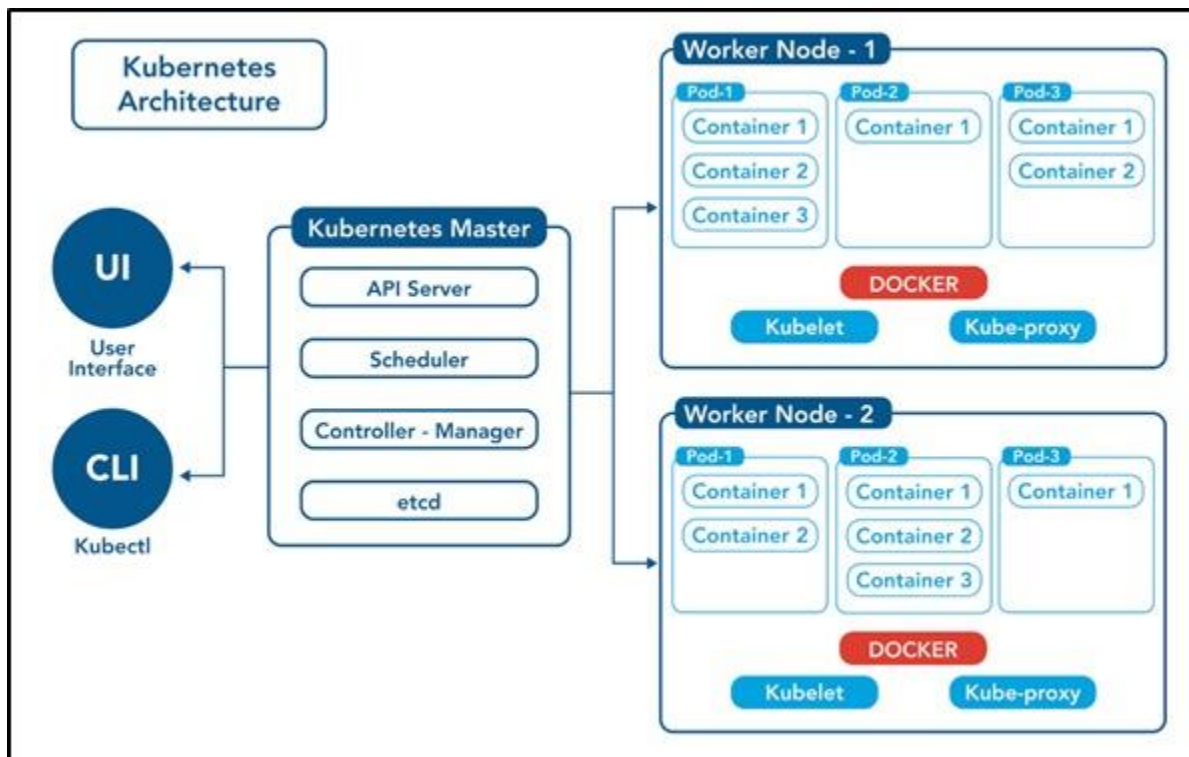 Kubernetes
Architecture
UI
User
Interface
CLI
Kubectl
Kubernetes Master
API Server
Scheduler
Controller - Manager
etcd
Worker Node - 1
Pod-1
Container 1
Container 2
Container 3
Pod-2
Container 1
Pod-3
Container 1
Container 2
DOCKER
Kubelet
Kube-proxy
Worker Node - 2
Pod-1
Container 1
Container 2
Pod-2
Container 1
Container 2
Container 3
Pod-3
Container 1
DOCKER
Kubelet
Kube-proxy